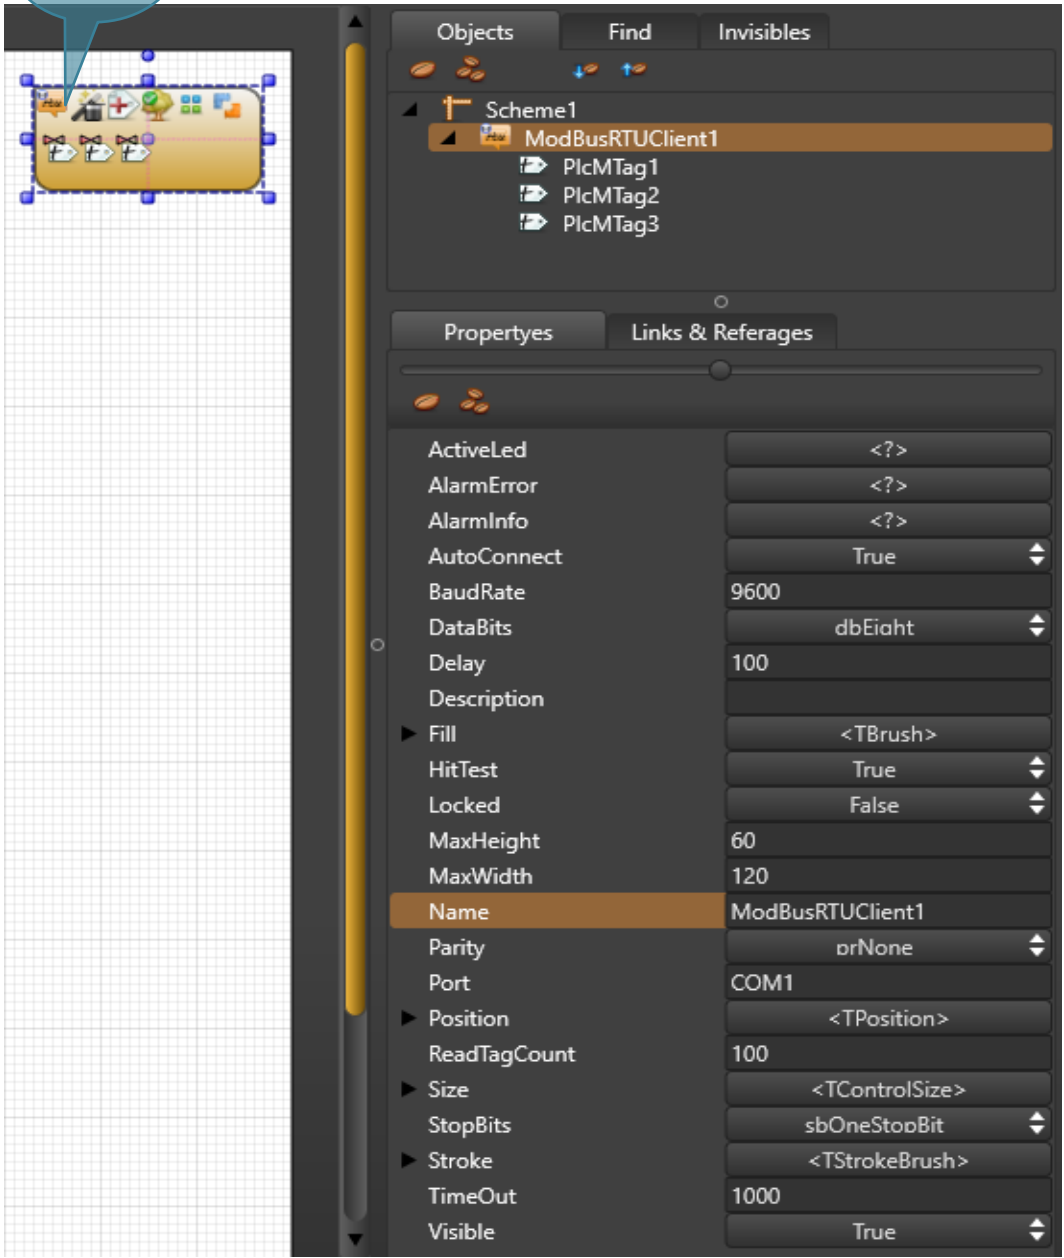 Objects Find Invisibles
Scheme1
ModBusRTUClient1
PlcMTag1
PlcMTag2
PlcMTag3
Propertyes Links & Referages
ActiveLed <?>
AlarmError <?>
AlarmInfo <?>
AutoConnect True
BaudRate 9600
DataBits dbEight
Delay 100
Description
Fill <TBrush>
HitTest True
Locked False
MaxHeight 60
MaxWidth 120
Name ModBusRTUClient1
Parity prNone
Port COM1
Position <TPosition>
ReadTagCount 100
Size <TControlSize>
StopBits sbOneStopBit
Stroke <TStrokeBrush>
TimeOut 1000
Visible True